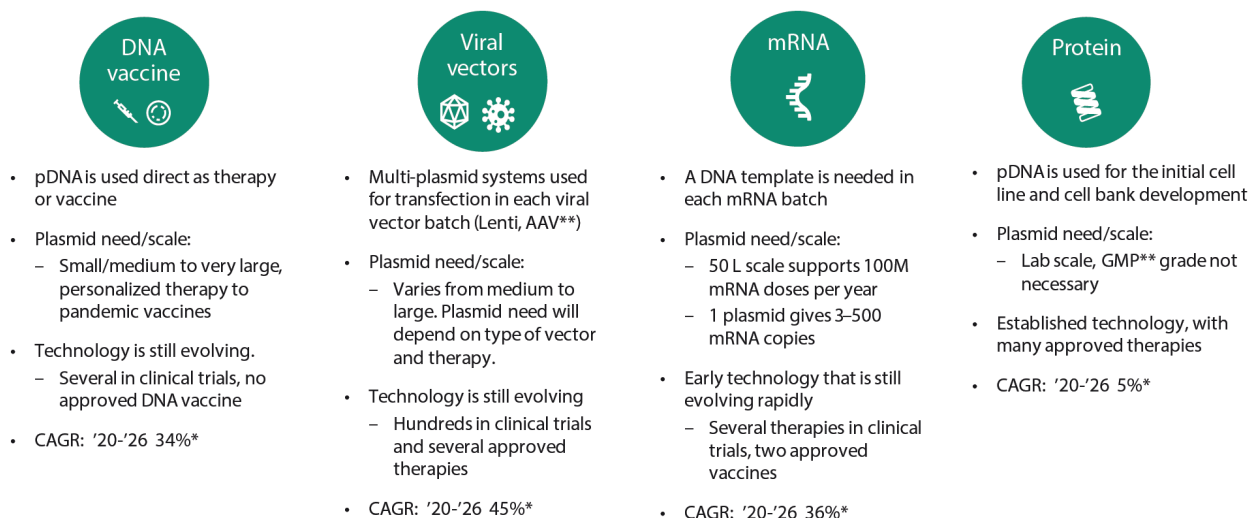 DNA
vaccine
• pDNA is used direct as therapy
or vaccine
• Plasmid need/scale:
– Small/medium to very large,
personalized therapy to
pandemic vaccines
• Technology is still evolving.
– Several in clinical trials, no
approved DNA vaccine
• CAGR: ’20-’26 34%*
Viral
vectors
• Multi-plasmid systems used
for transfection in each viral
vector batch (Lenti, AAV**)
• Plasmid need/scale:
– Varies from medium to
large. Plasmid need will
depend on type of vector
and therapy.
• Technology is still evolving
– Hundreds in clinical trials
and several approved
therapies
• CAGR: ’20-’26 45%*
mRNA
• A DNA template is needed in
each mRNA batch
• Plasmid need/scale:
– 50 L scale supports 100M
mRNA doses per year
– 1 plasmid gives 3–500
mRNA copies
• Early technology that is still
evolving rapidly
– Several therapies in clinical
trials, two approved
vaccines
• CAGR: ’20-’26 36%*
Protein
• pDNA is used for the initial cell
line and cell bank development
• Plasmid need/scale:
– Lab scale, GMP** grade not
necessary
• Established technology, with
many approved therapies
• CAGR: ’20-’26 5%*